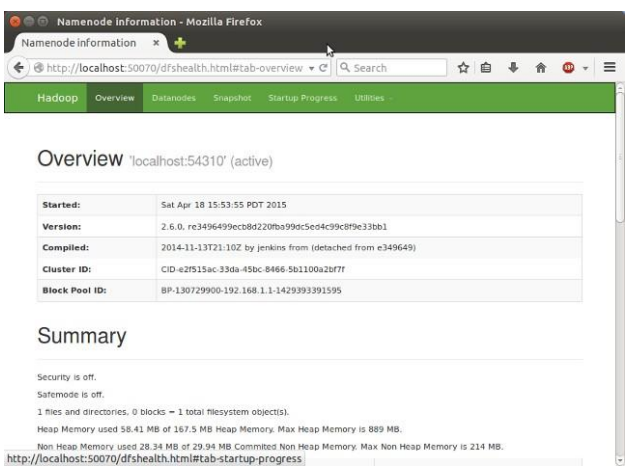 Namenode information - Mozilla Firefox
Namenode information
http://localhost:50070/dfshealth.html#tab-overview Search
Hadoop Overview Datanodes Snapshot Startup Progress Utilities
Overview 'localhost:54310' (active)
Started: Sat Apr 18 15:53:55 PDT 2015
Version: 2.6.0, re3496499ecb8d220fba99dc5ed4c99c8f9e33bb1
Compiled: 2014-11-13T21:10Z by jenkins from (detached from e349649)
Cluster ID: CID-e2f515ac-33da-45bc-8466-5b1100a2bf7f
Block Pool ID: BP-130729900-192.168.1.1-1429393391595
Summary
Security is off.
Safemode is off.
1 files and directories, 0 blocks = 1 total filesystem object(s).
Heap Memory used 58.41 MB of 167.5 MB Heap Memory. Max Heap Memory is 889 MB.
Non Heap Memory used 28.34 MB of 29.94 MB Commited Non Heap Memory. Max Non Heap Memory is 214 MB.
http://localhost:50070/dfshealth.html#tab-startup-progress